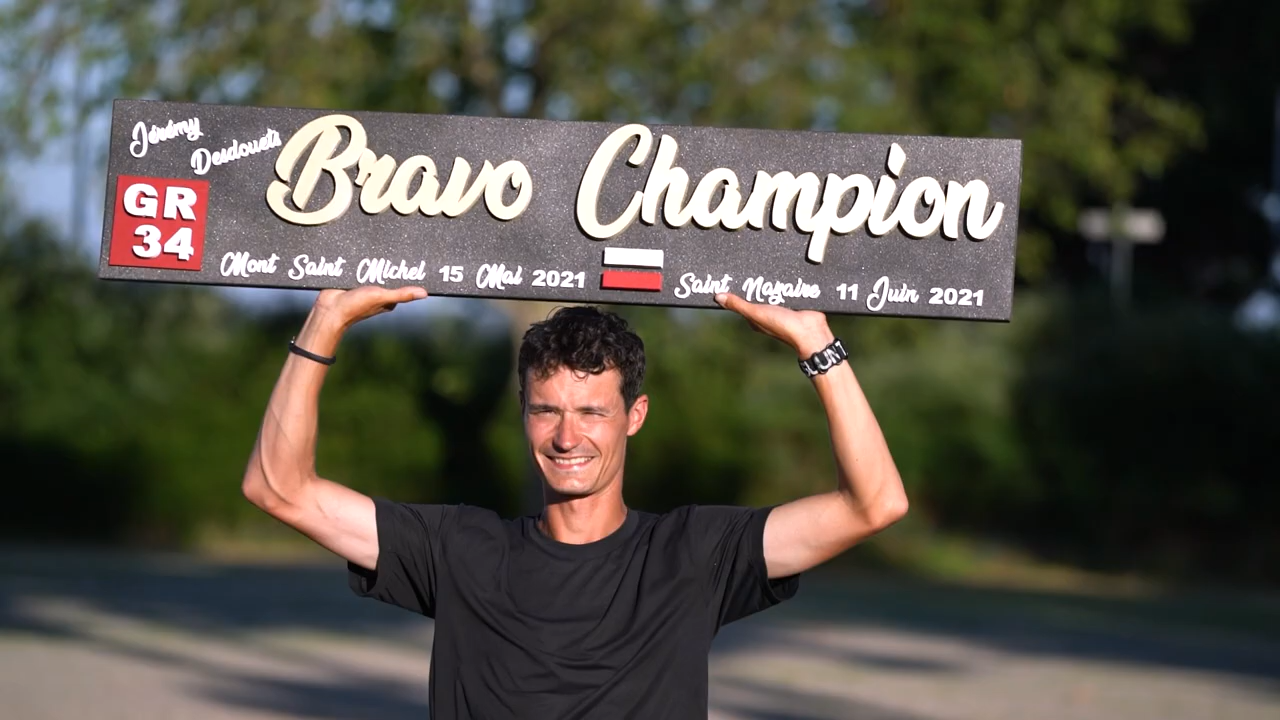 Jérémy
Desdouets
Bravo Champion
GR
34
Mont Saint Michel 15 Mai 2021
Saint Nazaire 11 Juin 2021